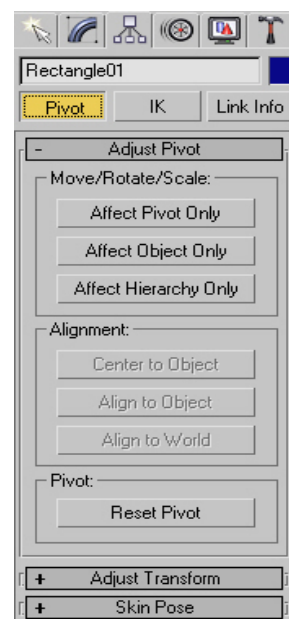 Rectangle01
Pivot IK Link Info
- Adjust Pivot
Move/Rotate/Scale:
Affect Pivot Only
Affect Object Only
Affect Hierarchy Only
Alignment:
Center to Object
Align to Object
Align to World
Pivot:
Reset Pivot
+ Adjust Transform
+ Skin Pose